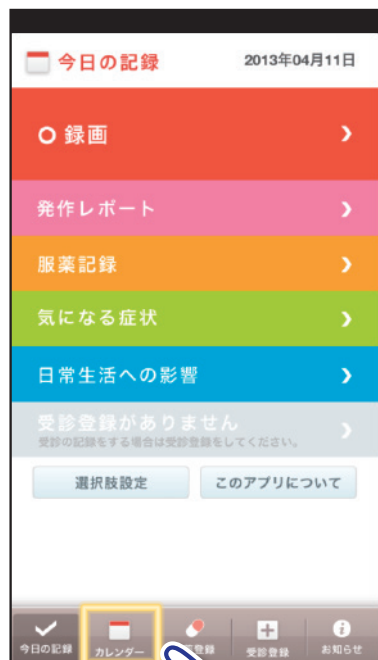 今日の記録 2013年04月11日
録画
発作レポート
服薬記録
気になる症状
日常生活への影響
受診登録がありません
受診の記録をする場合は受診登録をしてください。
選択肢設定 このアプリについて
今日の記録 カレンダー 登録 受診登録 お知らせ